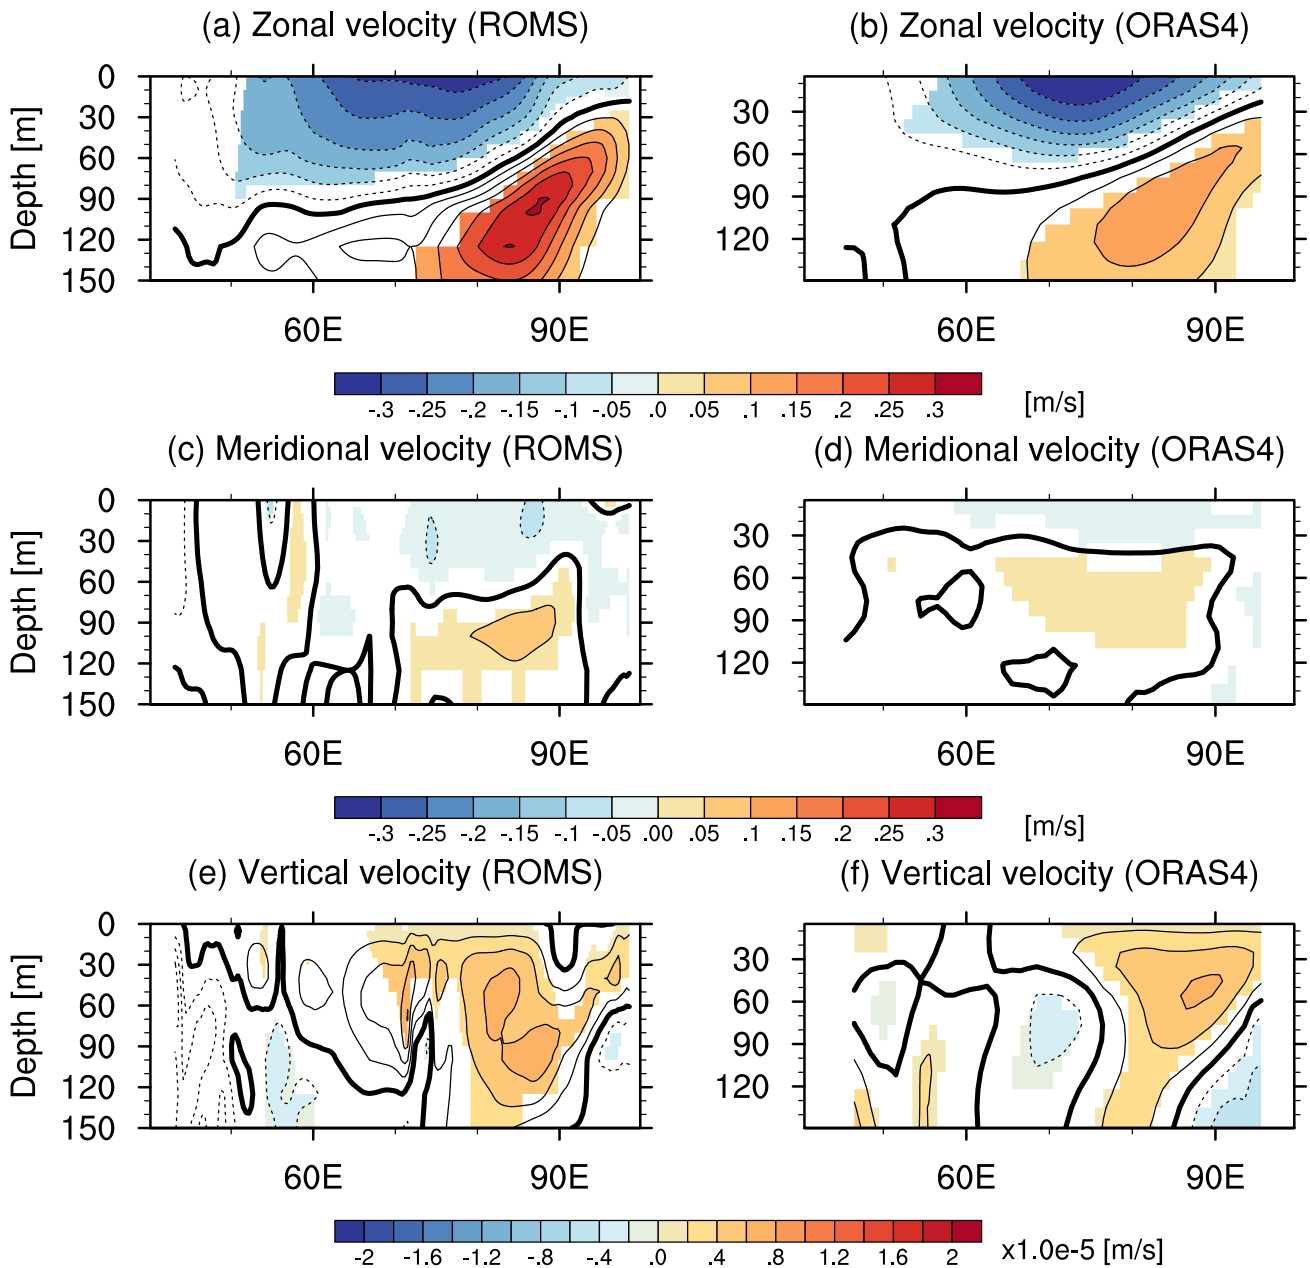 (a) Zonal velocity (ROMS)
(b) Zonal velocity (ORAS4)
Depth [m]
0
30
60
90
120
150
60E
90E
30
60
90
120
60E
90E
-.3 -.25 -.2 -.15 -.1 -.05 .0 .05 .1 .15 .2 .25 .3 [m/s]
(c) Meridional velocity (ROMS)
(d) Meridional velocity (ORAS4)
Depth [m]
0
30
60
90
120
150
60E
90E
30
60
90
120
60E
90E
-.3 -.25 -.2 -.15 -.1 -.05 .00 .05 .1 .15 .2 .25 .3 [m/s]
(e) Vertical velocity (ROMS)
(f) Vertical velocity (ORAS4)
Depth [m]
0
30
60
90
120
150
60E
90E
30
60
90
120
60E
90E
-2 -1.6 -1.2 -.8 -.4 .0 .4 .8 1.2 1.6 2 x1.0e-5 [m/s]